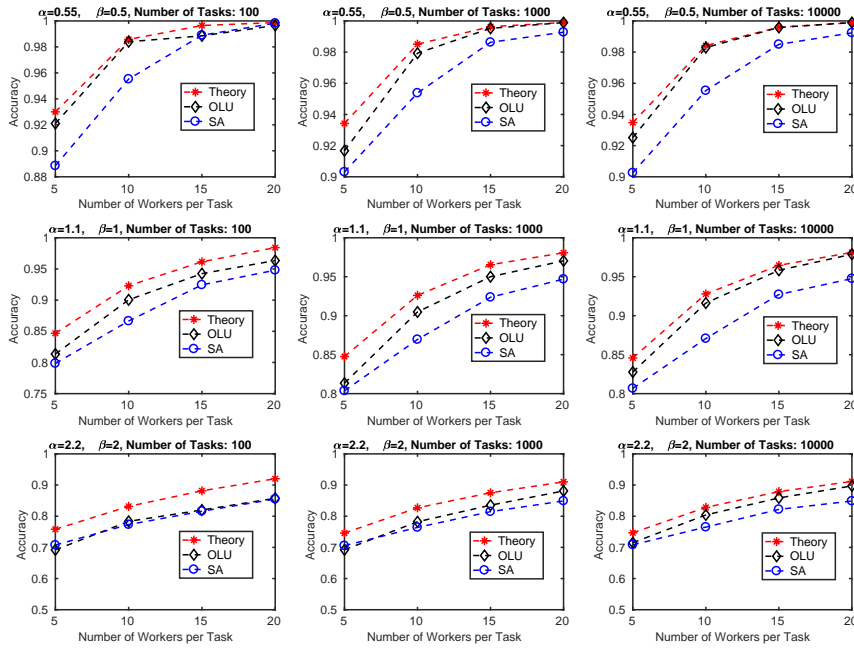 α=0.55, β=0.5, Number of Tasks: 100
1
0.98
0.96
0.94
0.92
0.9
0.88
Accuracy
Theory
OLU
SA
5 10 15 20
Number of Workers per Task
α=0.55, β=0.5, Number of Tasks: 1000
1
0.98
0.96
0.94
0.92
0.9
Accuracy
Theory
OLU
SA
5 10 15 20
Number of Workers per Task
α=0.55, β=0.5, Number of Tasks: 10000
1
0.98
0.96
0.94
0.92
0.9
Accuracy
Theory
OLU
SA
5 10 15 20
Number of Workers per Task
α=1.1, β=1, Number of Tasks: 100
1
0.95
0.9
0.85
0.8
0.75
Accuracy
Theory
OLU
SA
5 10 15 20
Number of Workers per Task
α=1.1, β=1, Number of Tasks: 1000
1
0.95
0.9
0.85
0.8
Accuracy
Theory
OLU
SA
5 10 15 20
Number of Workers per Task
α=1.1, β=1, Number of Tasks: 10000
1
0.95
0.9
0.85
0.8
Accuracy
Theory
OLU
SA
5 10 15 20
Number of Workers per Task
α=2.2, β=2, Number of Tasks: 100
1
0.9
0.8
0.7
0.6
0.5
Accuracy
Theory
OLU
SA
5 10 15 20
Number of Workers per Task
α=2.2, β=2, Number of Tasks: 1000
1
0.9
0.8
0.7
0.6
0.5
Accuracy
Theory
OLU
SA
5 10 15 20
Number of Workers per Task
α=2.2, β=2, Number of Tasks: 10000
1
0.9
0.8
0.7
0.6
0.5
Accuracy
Theory
OLU
SA
5 10 15 20
Number of Workers per Task